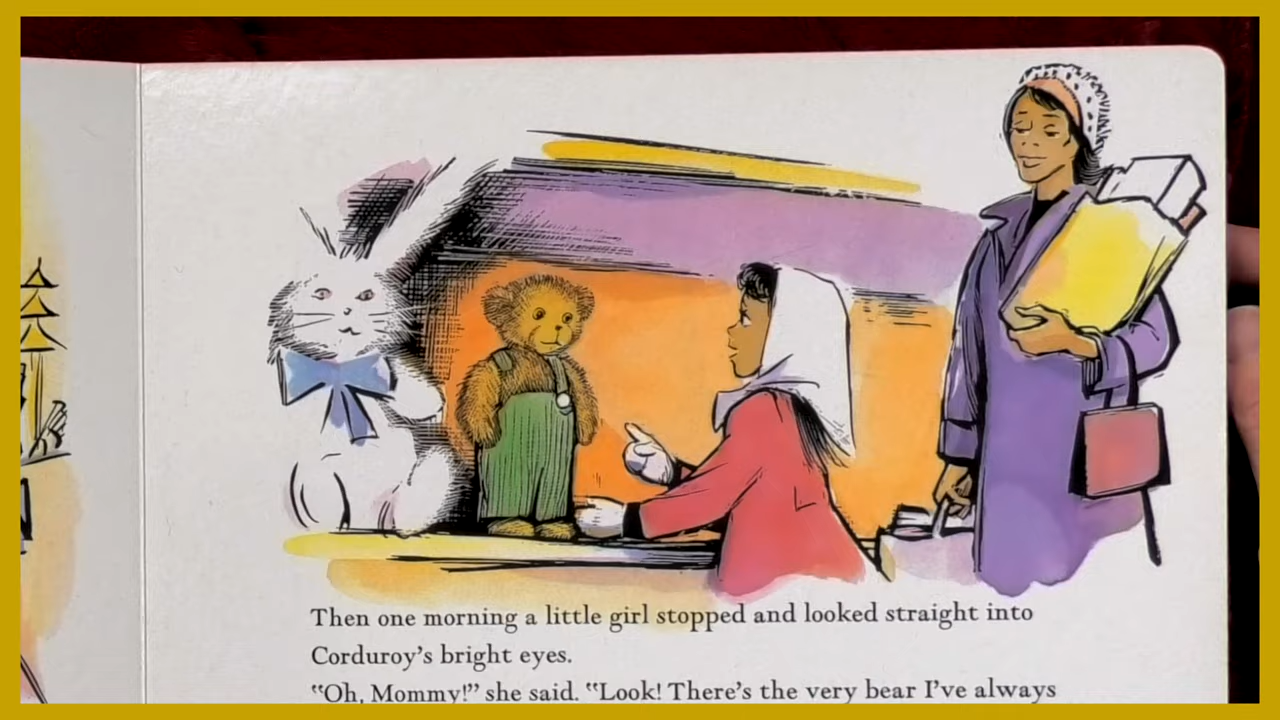 Then one morning a little girl stopped and looked straight into
Corduroy's bright eyes.
"Oh, Mommy!" she said. "Look! There's the very bear I've always